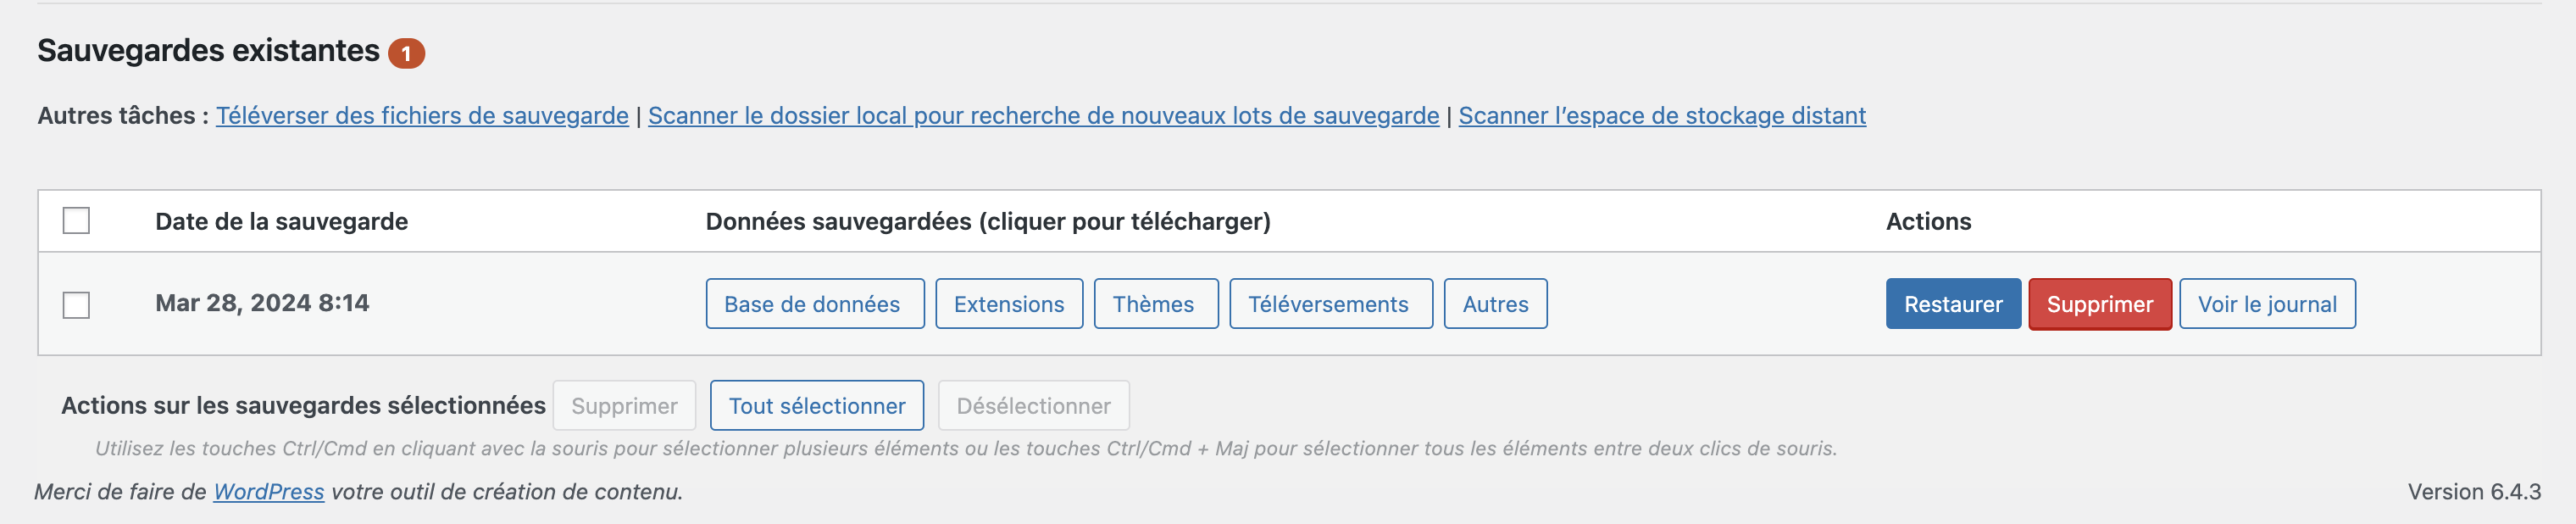 Sauvegardes existantes 1
Autres tâches : Téléverser des fichiers de sauvegarde | Scanner le dossier local pour recherche de nouveaux lots de sauvegarde | Scanner l’espace de stockage distant
Date de la sauvegarde Données sauvegardées (cliquer pour télécharger) Actions
Mar 28, 2024 8:14 Base de données Extensions Thèmes Téléversements Autres Restaurer Supprimer Voir le journal
Actions sur les sauvegardes sélectionnées Supprimer Tout sélectionner Désélectionner
Utilisez les touches Ctrl/Cmd en cliquant avec la souris pour sélectionner plusieurs éléments ou les touches Ctrl/Cmd + Maj pour sélectionner tous les éléments entre deux clics de souris.
Merci de faire de WordPress votre outil de création de contenu. Version 6.4.3